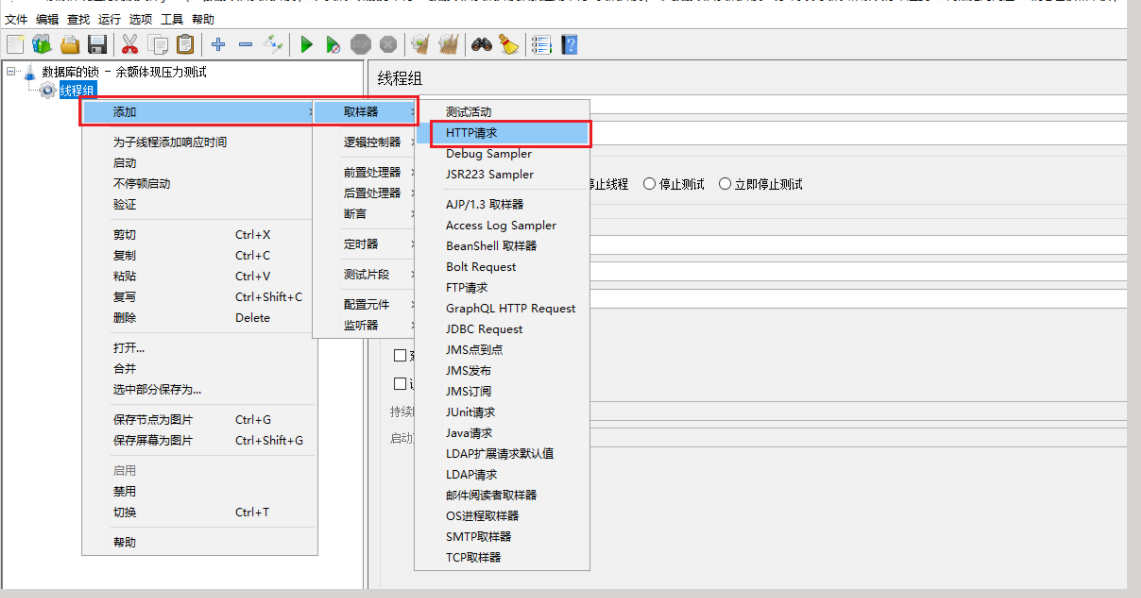 文件 编辑 查找 运行 选项 工具 帮助
数据库的锁 - 余额体现压力测试
线程组
线程组
添加
为子线程添加响应时间
启动
不停顿启动
验证
剪切 Ctrl+X
复制 Ctrl+C
粘贴 Ctrl+V
复写 Ctrl+Shift+C
删除 Delete
打开...
合并
选中部分保存为...
保存节点为图片 Ctrl+G
保存屏幕为图片 Ctrl+Shift+G
启用
禁用
切换 Ctrl+T
帮助
取样器
逻辑控制器
前置处理器
后置处理器
断言
定时器
测试片段
配置元件
监听器
测试活动
HTTP请求
Debug Sampler
JSR223 Sampler
AJP/1.3 取样器
Access Log Sampler
BeanShell 取样器
Bolt Request
FTP请求
GraphQL HTTP Request
JDBC Request
JMS点到点
JMS发布
JMS订阅
JUnit请求
Java请求
LDAP扩展请求默认值
LDAP请求
邮件阅读者取样器
OS进程取样器
SMTP取样器
TCP取样器
止线程 停止测试 立即停止测试
持续
启动